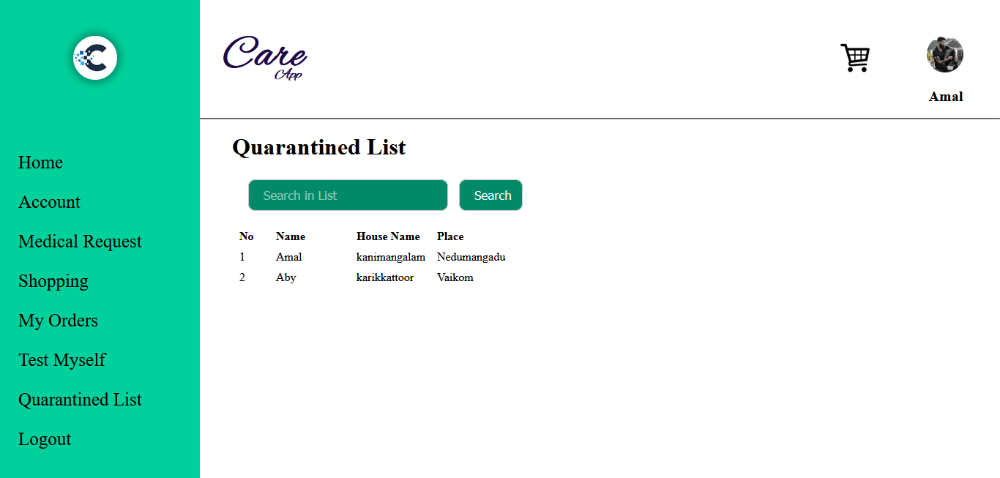 C
Care
App
Amal
Home
Account
Medical Request
Shopping
My Orders
Test Myself
Quarantined List
Logout
Quarantined List
Search in List
Search
No Name House Name Place
1 Amal kanimangalam Nedumangadu
2 Aby karikkattoor Vaikom